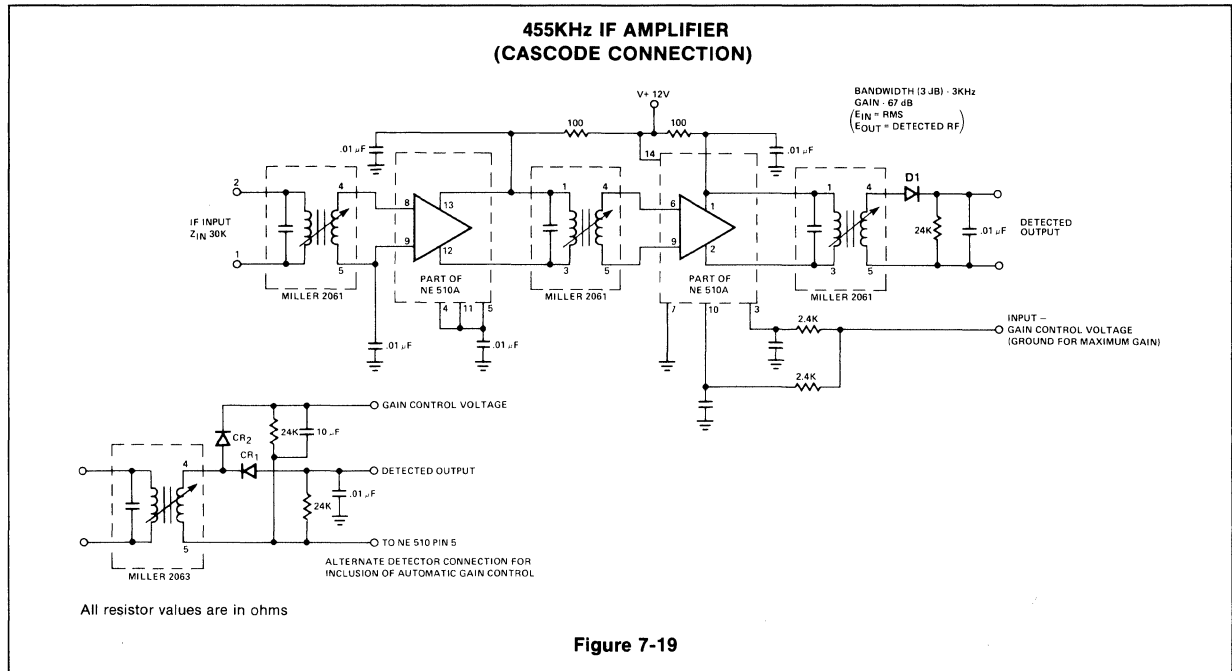 455KHz IF AMPLIFIER
(CASCODE CONNECTION)
V+ 12V
BANDWIDTH (3 JB) · 3KHz
GAIN · 67 dB
(EIN = RMS
EOUT = DETECTED RF)
100
100
.01 µF
.01 µF
14
2
4
8
13
1
4
6
1
1
4
D1
IF INPUT
ZIN 30K
24K
.01 µF
DETECTED
OUTPUT
1
5
9
12
3
5
9
2
3
5
PART OF
NE 510A
PART OF
NE 510A
MILLER 2061
MILLER 2061
MILLER 2061
4
11
5
7
10
3
.01 µF
.01 µF
2.4K
INPUT –
GAIN CONTROL VOLTAGE
(GROUND FOR MAXIMUM GAIN)
2.4K
GAIN CONTROL VOLTAGE
CR2
24K
10 µF
4
CR1
DETECTED OUTPUT
24K
.01 µF
5
TO NE 510 PIN 5
MILLER 2063
ALTERNATE DETECTOR CONNECTION FOR
INCLUSION OF AUTOMATIC GAIN CONTROL
All resistor values are in ohms
Figure 7-19